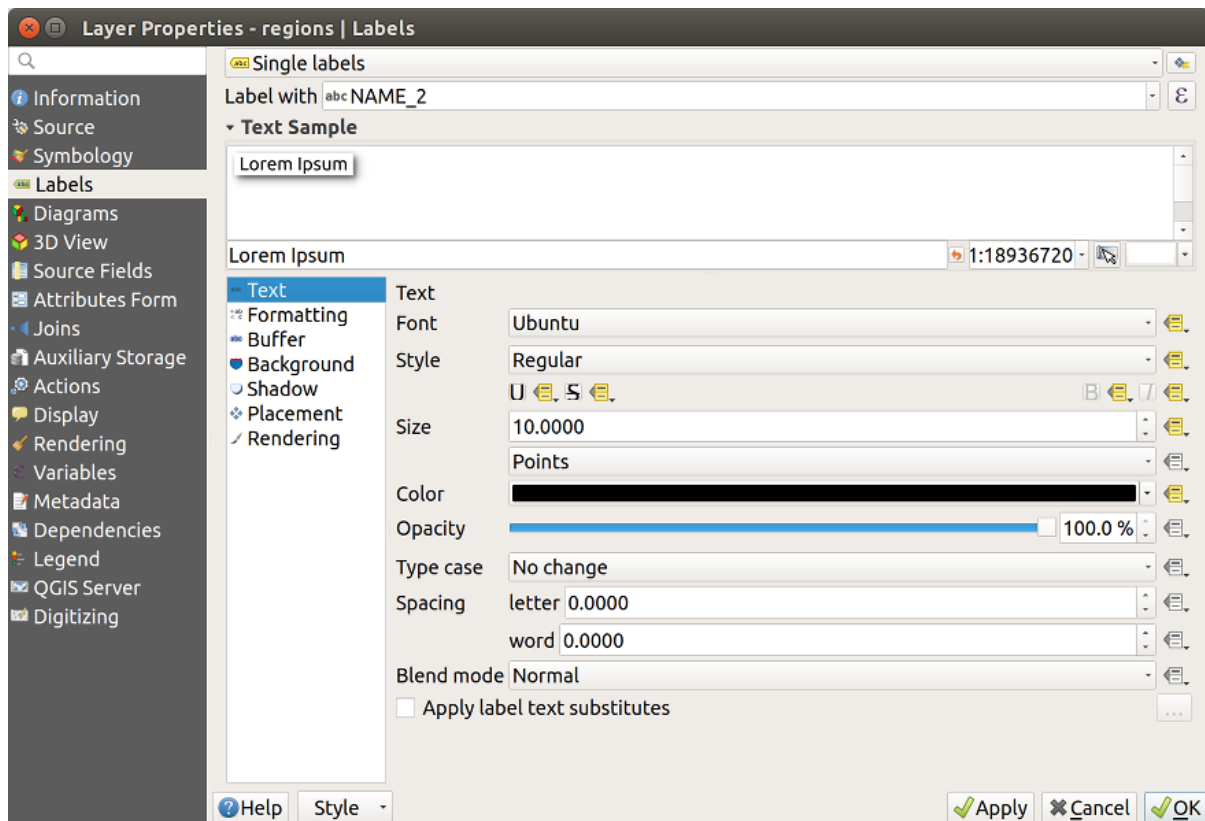 Layer Properties - regions | Labels
Information
Source
Symbology
Labels
Diagrams
3D View
Source Fields
Attributes Form
Joins
Auxiliary Storage
Actions
Display
Rendering
Variables
Metadata
Dependencies
Legend
QGIS Server
Digitizing
abc Single labels
Label with abc NAME_2 ε
Text Sample
Lorem Ipsum
Lorem Ipsum 1:18936720
Text
Formatting
Buffer
Background
Shadow
Placement
Rendering
Text
Font Ubuntu
Style Regular
U S B I
Size 10.0000
Points
Color
Opacity 100.0 %
Type case No change
Spacing letter 0.0000
word 0.0000
Blend mode Normal
Apply label text substitutes ...
Help Style Apply Cancel OK